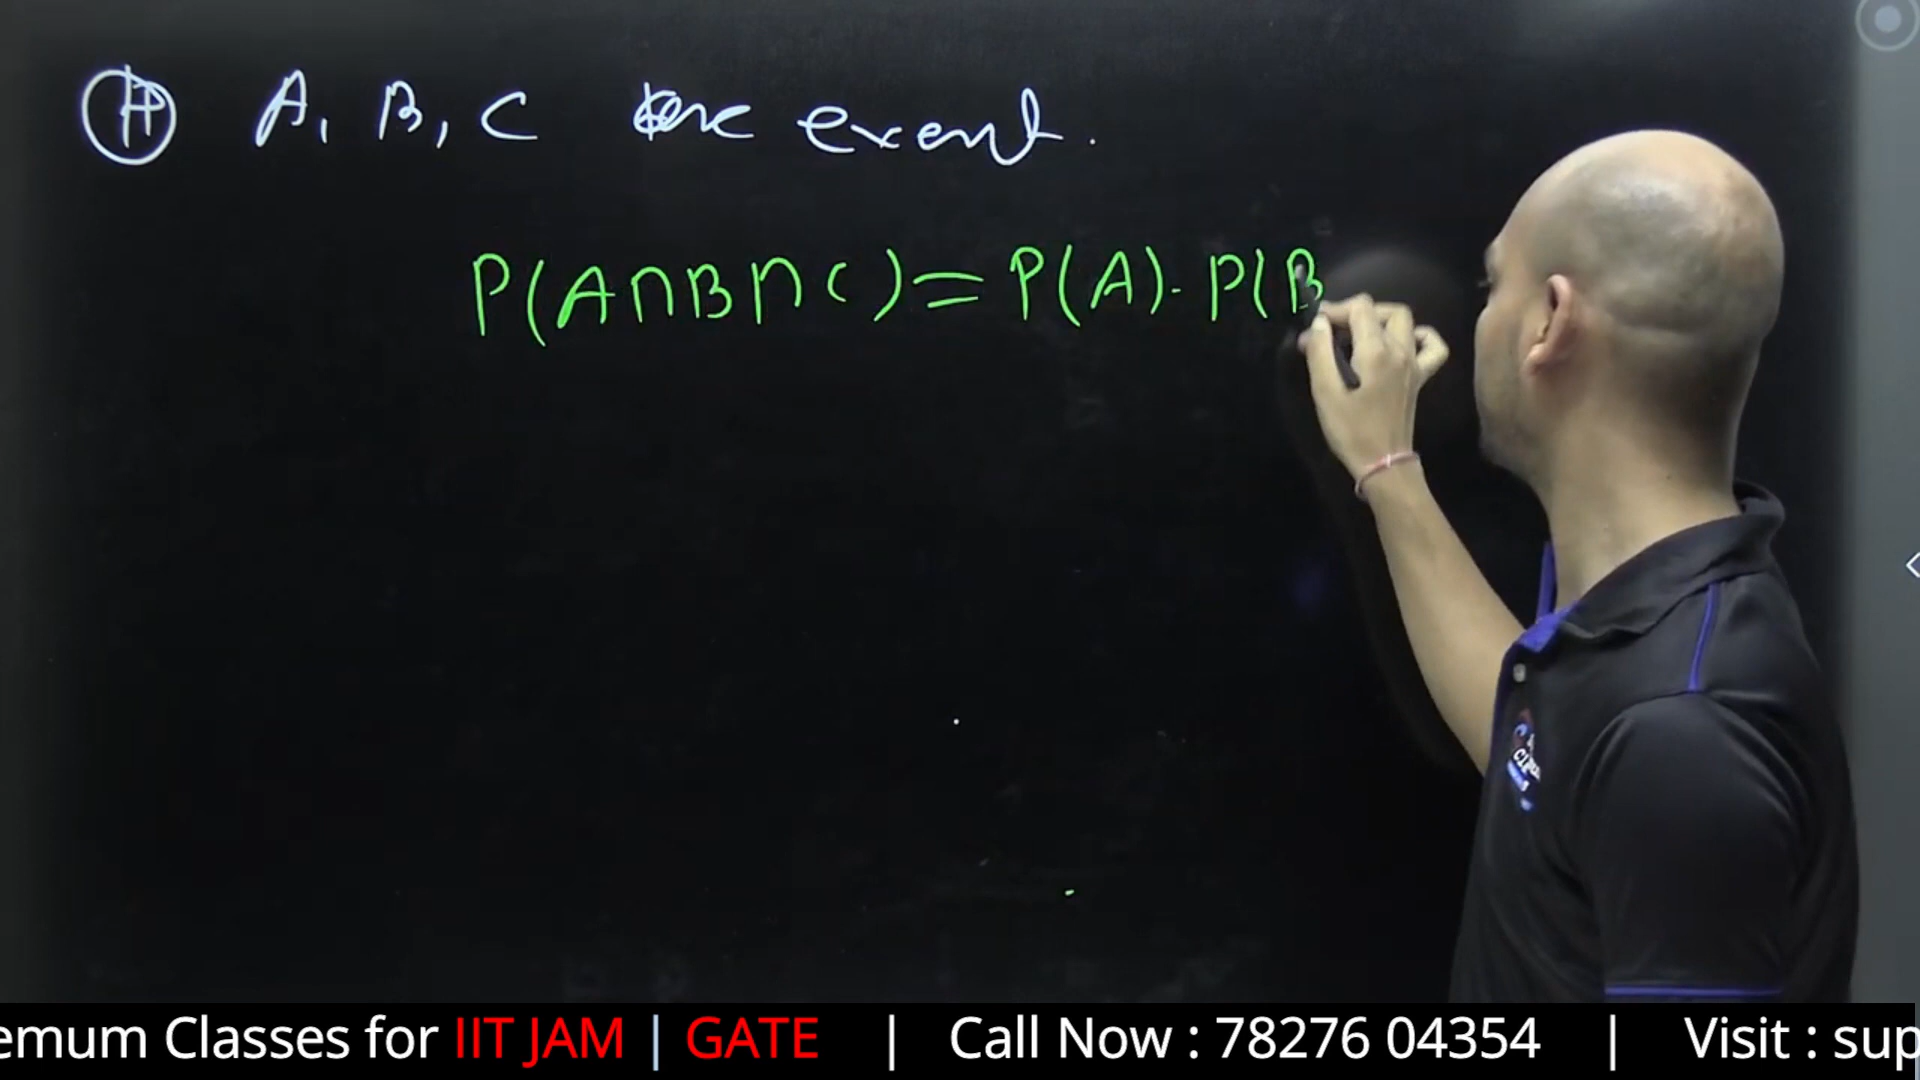 A, B, C are event.
P(A∩B∩C) = P(A). P(B
emum Classes for IIT JAM | GATE | Call Now : 78276 04354 | Visit : sup